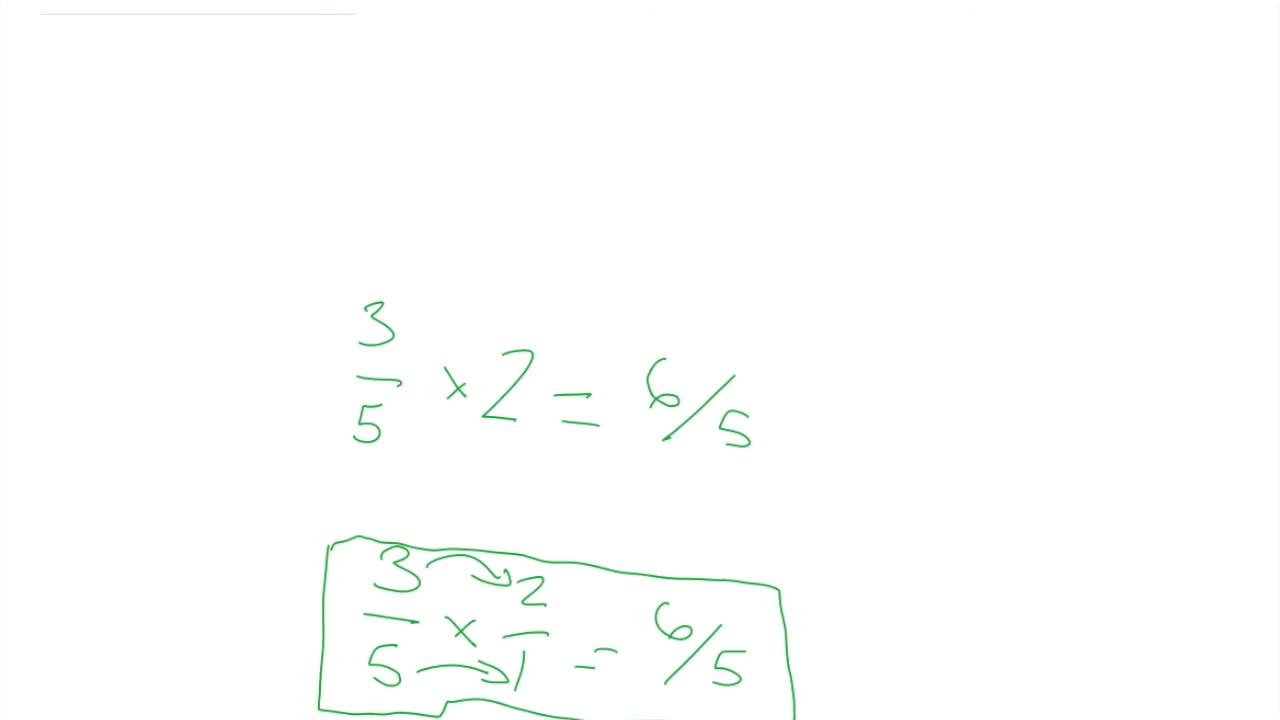 3/5 × 2 = 6/5
3/5 × 2/1 = 6/5